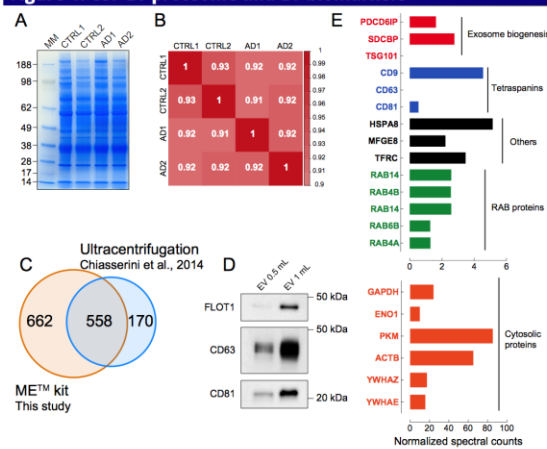 A
MM
CTRL1
CTRL2
AD1
AD2
188
98
62
49
38
28
17
14
B
CTRL1 CTRL2 AD1 AD2
CTRL1 1 0.93 0.92 0.92
CTRL2 0.93 1 0.91 0.92
AD1 0.92 0.91 1 0.92
AD2 0.92 0.92 0.92 1
1
0.99
0.98
0.97
0.96
0.95
0.94
0.93
0.92
0.91
0.9
C
Ultracentrifugation
Chiasserini et al., 2014
662 558 170
ME™ kit
This study
D
EV 0.5 mL
EV 1 mL
FLOT1
50 kDa
CD63
50 kDa
CD81
20 kDa
E
PDCD6IP
SDCBP
TSG101
Exosome biogenesis
CD9
CD63
CD81
Tetraspanins
HSPA8
MFGE8
TFRC
Others
RAB14
RAB4B
RAB14
RAB6B
RAB4A
RAB proteins
0 2 4 6
GAPDH
ENO1
PKM
ACTB
YWHAZ
YWHAE
Cytosolic
proteins
0 20 40 60 80 100
Normalized spectral counts